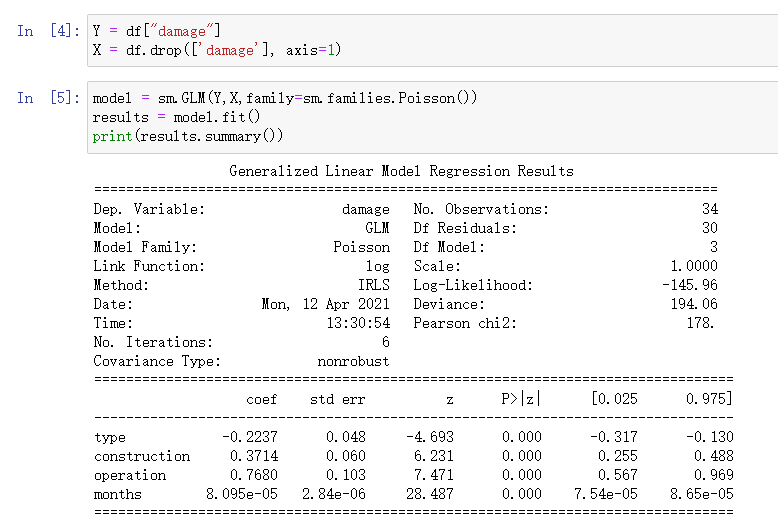 In [4]: Y = df["damage"]
X = df.drop(['damage'], axis=1)
In [5]: model = sm.GLM(Y,X,family=sm.families.Poisson())
results = model.fit()
print(results.summary())
Generalized Linear Model Regression Results
==============================================================================
Dep. Variable: damage No. Observations: 34
Model: GLM Df Residuals: 30
Model Family: Poisson Df Model: 3
Link Function: log Scale: 1.0000
Method: IRLS Log-Likelihood: -145.96
Date: Mon, 12 Apr 2021 Deviance: 194.06
Time: 13:30:54 Pearson chi2: 178.
No. Iterations: 6
Covariance Type: nonrobust
================================================================================
coef std err z P>|z| [0.025 0.975]
--------------------------------------------------------------------------------
type -0.2237 0.048 -4.693 0.000 -0.317 -0.130
construction 0.3714 0.060 6.231 0.000 0.255 0.488
operation 0.7680 0.103 7.471 0.000 0.567 0.969
months 8.095e-05 2.84e-06 28.487 0.000 7.54e-05 8.65e-05
================================================================================